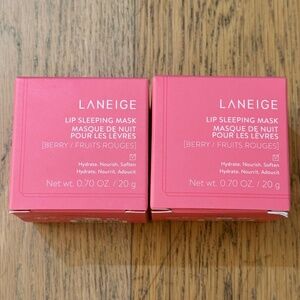 LANEIGE
LIP SLEEPING MASK
MASQUE DE NUIT
POUR LES LÈVRES
[BERRY / FRUITS ROUGES]
Hydrate, Nourish, Soften
Hydrate, Nourrit, Adoucit
Net wt. 0.70 OZ. / 20 g
LANEIGE
LIP SLEEPING MASK
MASQUE DE NUIT
POUR LES LÈVRES
[BERRY / FRUITS ROUGES]
Hydrate, Nourish, Soften
Hydrate, Nourrit, Adoucit
Net wt. 0.70 OZ. / 20 g